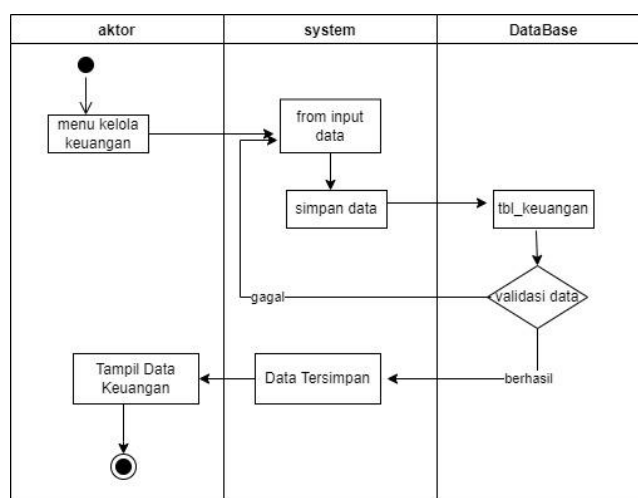 aktor
system
DataBase
menu kelola
keuangan
from input
data
simpan data
tbl_keuangan
validasi data
gagal
berhasil
Data Tersimpan
Tampil Data
Keuangan